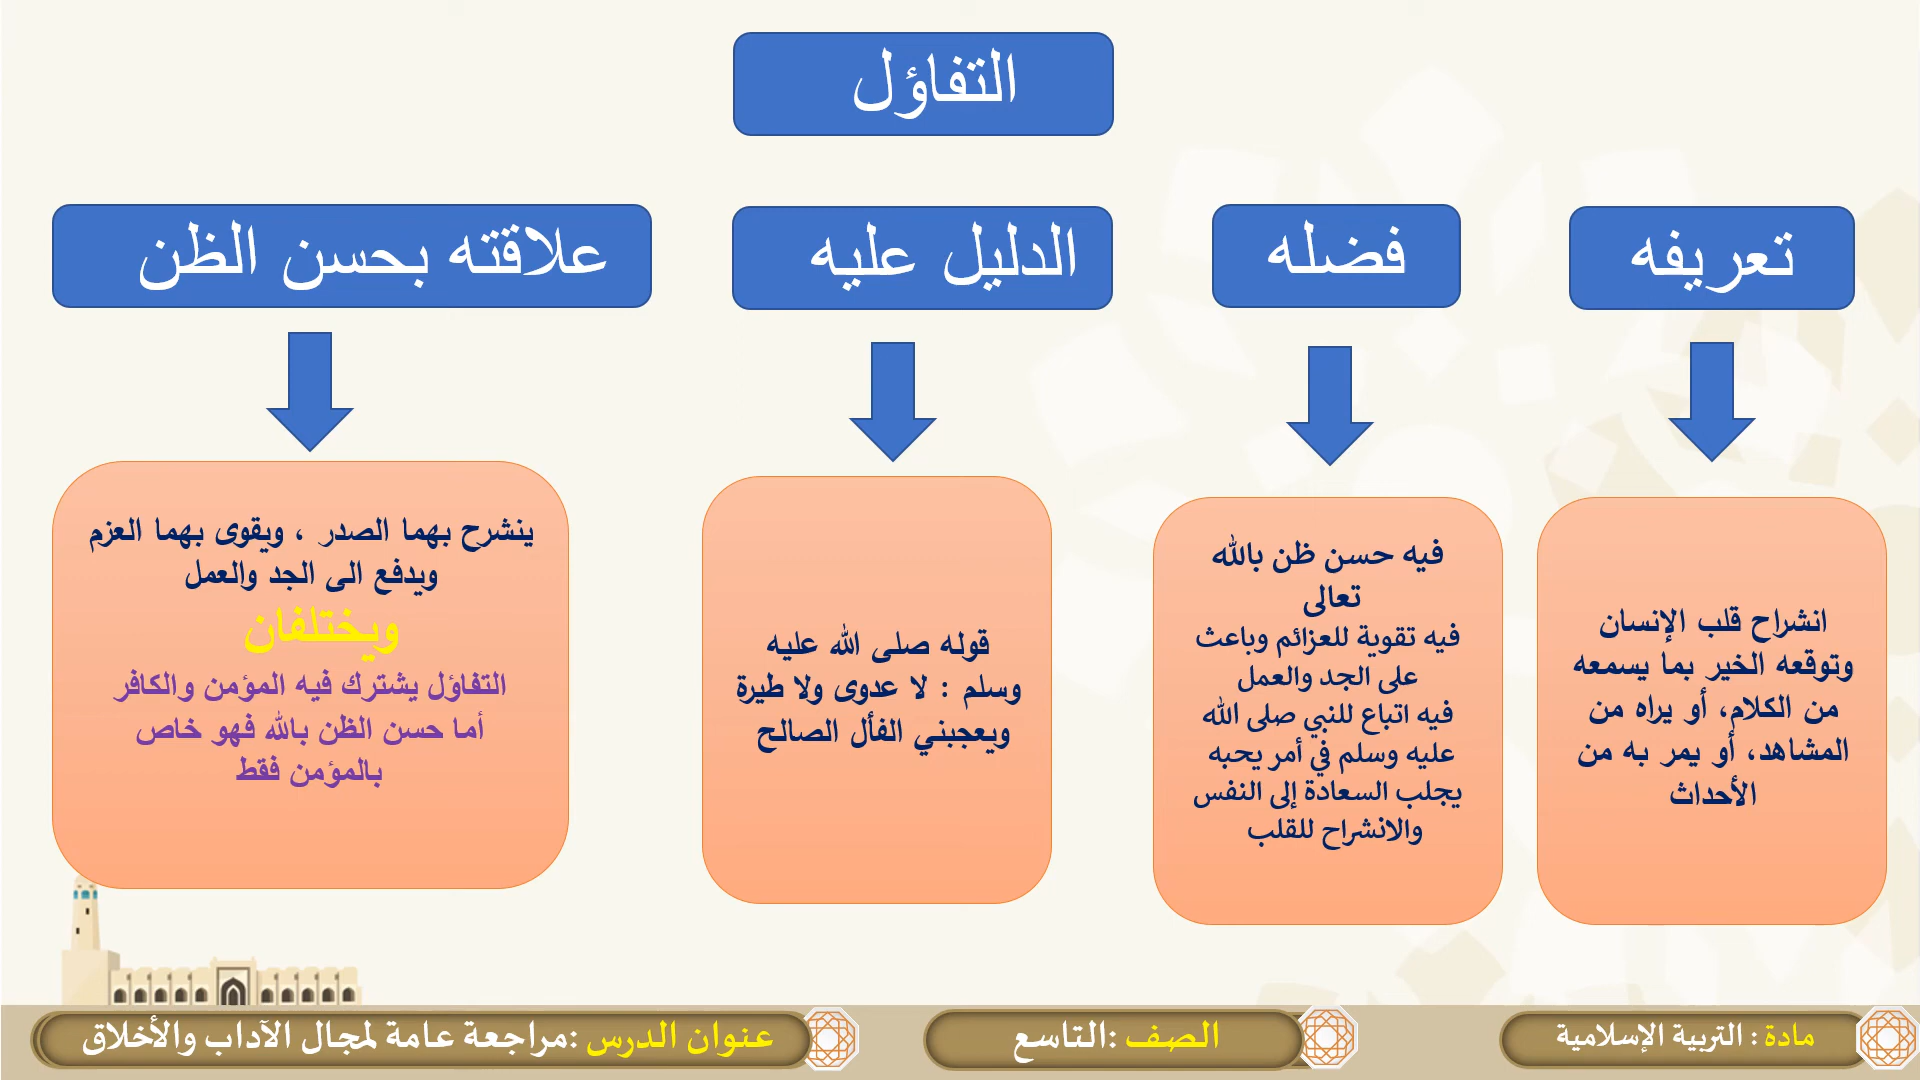 التفاؤل
تعريفه
انشراح قلب الإنسان
وتوقعه الخير بما يسمعه
من الكلام، أو يراه من
المشاهد، أو يمر به من
الأحداث
فضله
فيه حسن ظن بالله
تعالى
فيه تقوية للعزائم وباعث
على الجد والعمل
فيه اتباع للنبي صلى الله
عليه وسلم في أمر يحبه
يجلب السعادة إلى النفس
والانشراح للقلب
الدليل عليه
قوله صلى الله عليه
وسلم : لا عدوى ولا طيرة
ويعجبني الفأل الصالح
علاقته بحسن الظن
ينشرح بهما الصدر ، ويقوى بهما العزم
ويدفع الى الجد والعمل
ويختلفان
التفاؤل يشترك فيه المؤمن والكافر
أما حسن الظن بالله فهو خاص
بالمؤمن فقط
مادة : التربية الإسلامية
الصف :التاسع
عنوان الدرس :مراجعة عامة لمجال الآداب والأخلاق